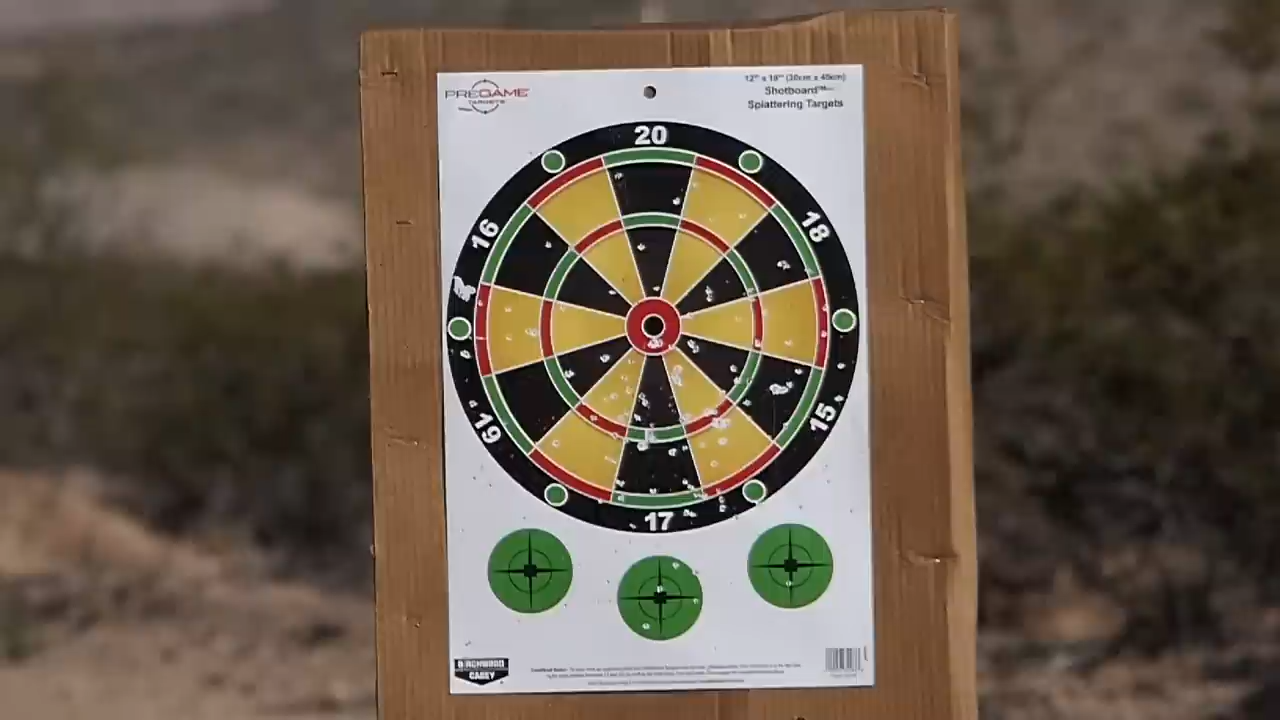 PREGAME
TARGETS
12" x 18" (30cm x 45cm)
Shotboard™
Splattering Targets
20
16
18
19
15
17
BIRCHWOOD
CASEY